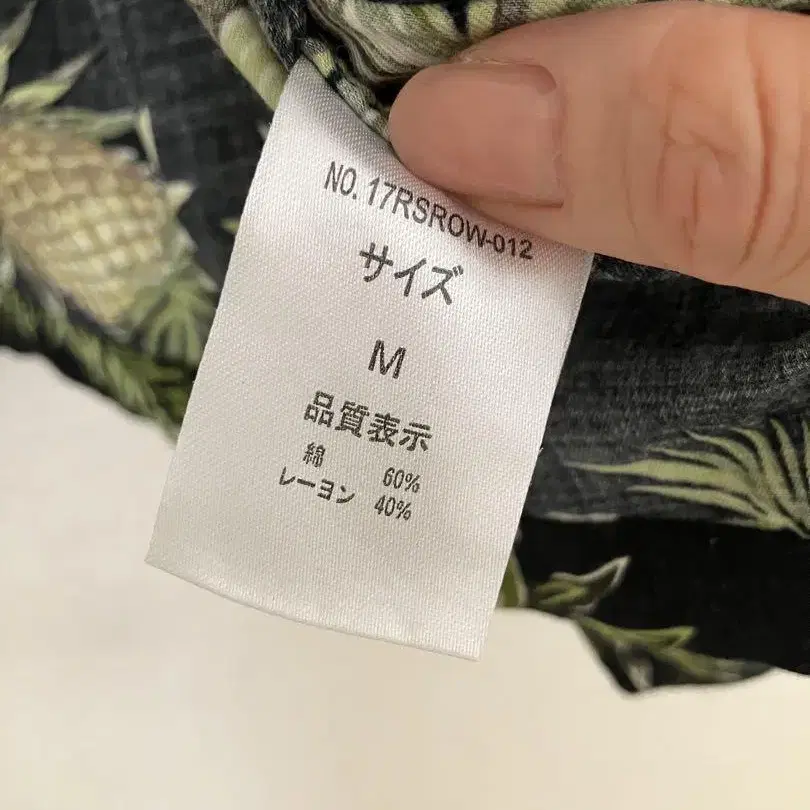 NO.17RSROW-012
サイズ
M
品質表示
綿 60%
レーヨン 40%